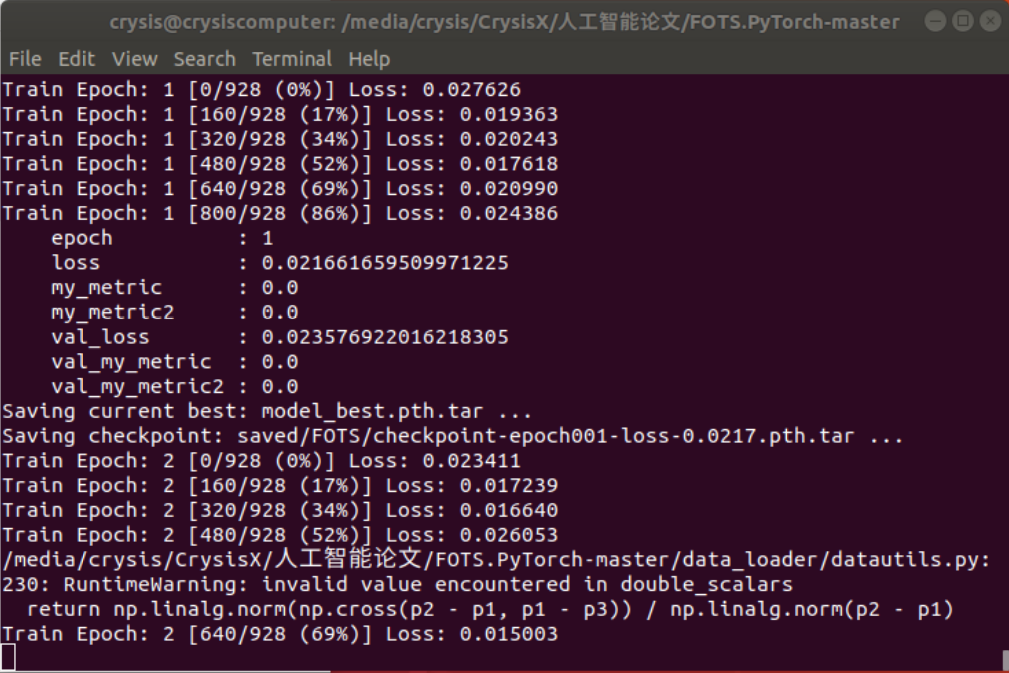 crysis@crysiscomputer: /media/crysis/CrysisX/人工智能论文/FOTS.PyTorch-master
File Edit View Search Terminal Help
Train Epoch: 1 [0/928 (0%)] Loss: 0.027626
Train Epoch: 1 [160/928 (17%)] Loss: 0.019363
Train Epoch: 1 [320/928 (34%)] Loss: 0.020243
Train Epoch: 1 [480/928 (52%)] Loss: 0.017618
Train Epoch: 1 [640/928 (69%)] Loss: 0.020990
Train Epoch: 1 [800/928 (86%)] Loss: 0.024386
    epoch          : 1
    loss           : 0.021661659509971225
    my_metric      : 0.0
    my_metric2     : 0.0
    val_loss       : 0.023576922016218305
    val_my_metric  : 0.0
    val_my_metric2 : 0.0
Saving current best: model_best.pth.tar ...
Saving checkpoint: saved/FOTS/checkpoint-epoch001-loss-0.0217.pth.tar ...
Train Epoch: 2 [0/928 (0%)] Loss: 0.023411
Train Epoch: 2 [160/928 (17%)] Loss: 0.017239
Train Epoch: 2 [320/928 (34%)] Loss: 0.016640
Train Epoch: 2 [480/928 (52%)] Loss: 0.026053
/media/crysis/CrysisX/人工智能论文/FOTS.PyTorch-master/data_loader/datautils.py:
230: RuntimeWarning: invalid value encountered in double_scalars
  return np.linalg.norm(np.cross(p2 - p1, p1 - p3)) / np.linalg.norm(p2 - p1)
Train Epoch: 2 [640/928 (69%)] Loss: 0.015003